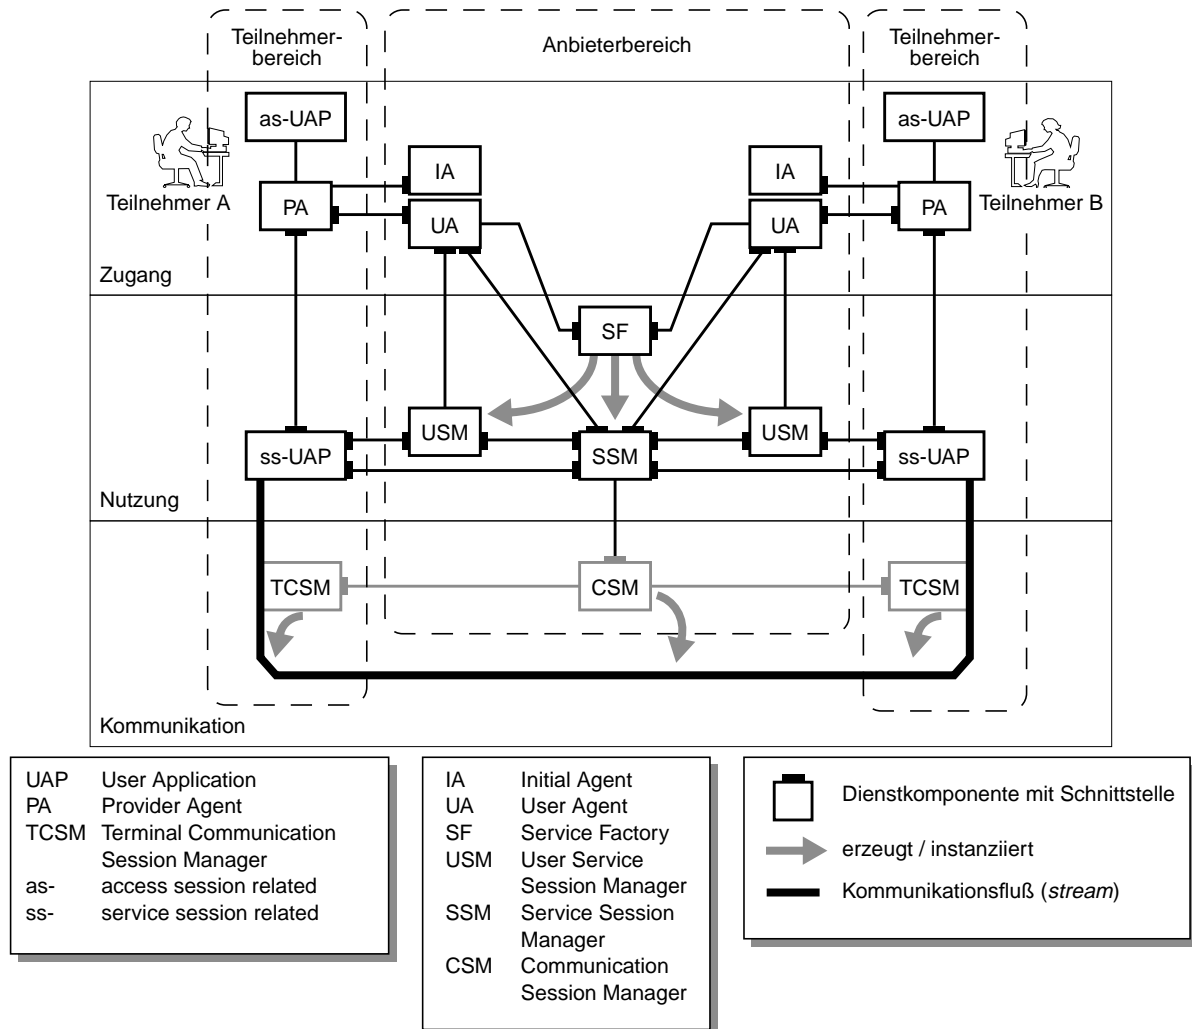 Teilnehmer-
bereich
Anbieterbereich
Teilnehmer-
bereich
as-UAP
as-UAP
IA
IA
Teilnehmer A
PA
UA
UA
PA
Teilnehmer B
Zugang
SF
USM
SSM
USM
ss-UAP
ss-UAP
Nutzung
TCSM
CSM
TCSM
Kommunikation
UAP User Application
PA Provider Agent
TCSM Terminal Communication
Session Manager
as- access session related
ss- service session related
IA Initial Agent
UA User Agent
SF Service Factory
USM User Service
Session Manager
SSM Service Session
Manager
CSM Communication
Session Manager
Dienstkomponente mit Schnittstelle
erzeugt / instanziiert
Kommunikationsfluß (stream)